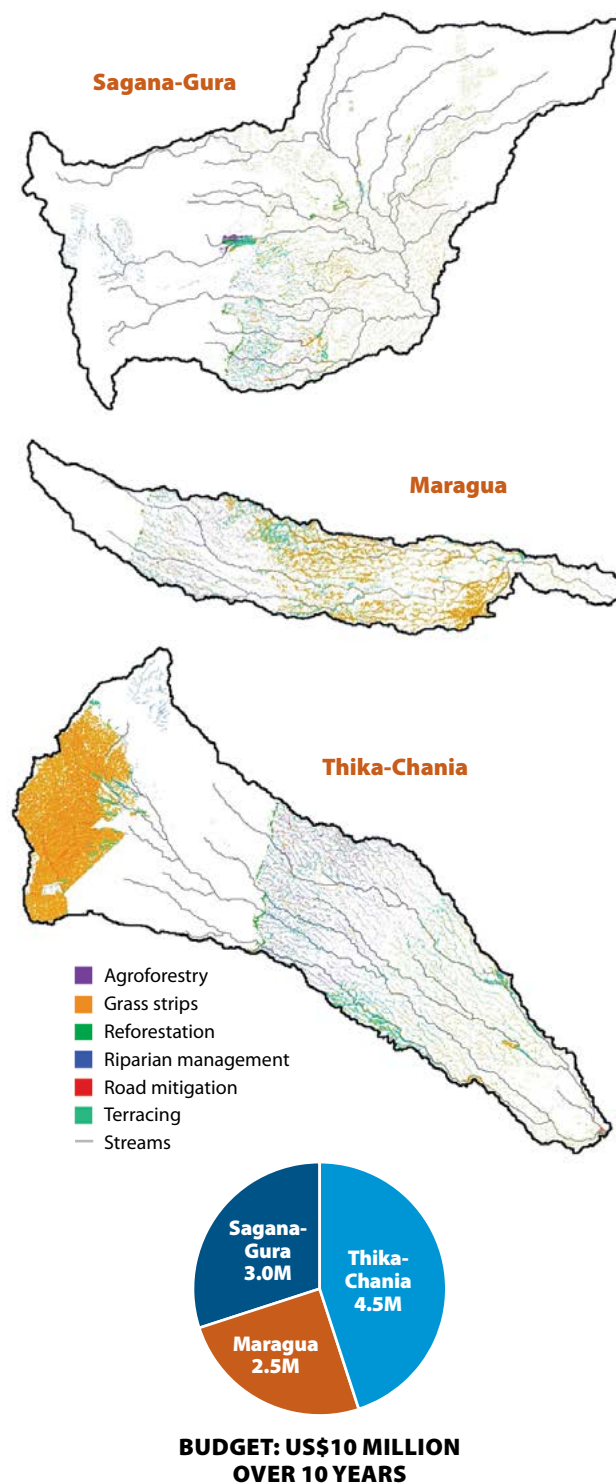 Sagana-Gura
Maragua
Thika-Chania
Agroforestry
Grass strips
Reforestation
Riparian management
Road mitigation
Terracing
Streams
Sagana-
Gura
3.0M
Thika-
Chania
4.5M
Maragua
2.5M
BUDGET: US$10 MILLION
OVER 10 YEARS